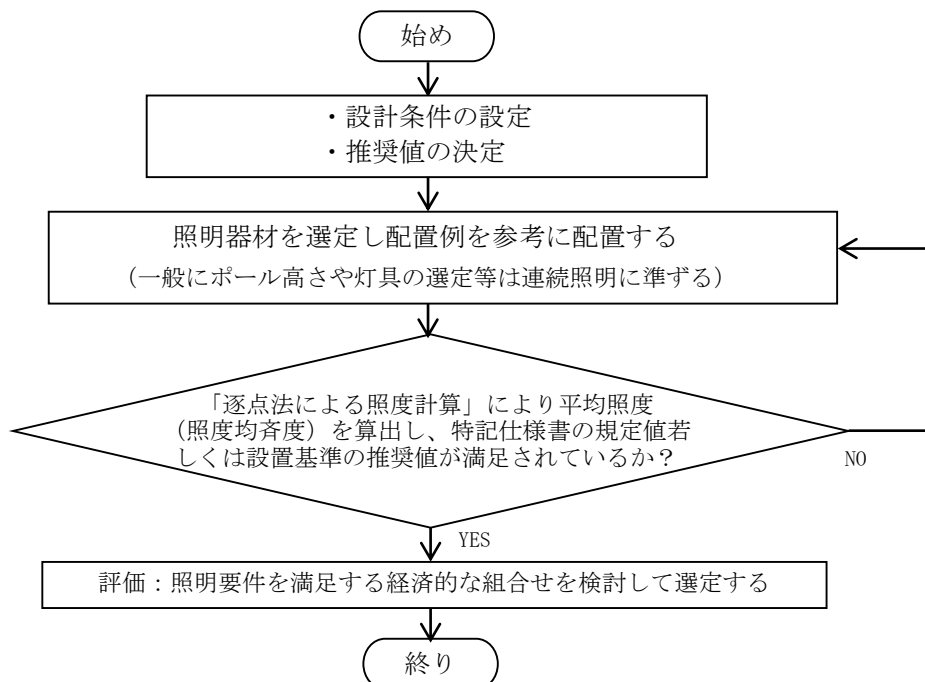 始め
・設計条件の設定
・推奨値の決定
照明器材を選定し配置例を参考に配置する
(一般にポール高さや灯具の選定等は連続照明に準ずる)
「逐点法による照度計算」により平均照度
(照度均斉度)を算出し、特記仕様書の規定値若
しくは設置基準の推奨値が満足されているか？
NO
YES
評価：照明要件を満足する経済的な組合せを検討して選定する
終り